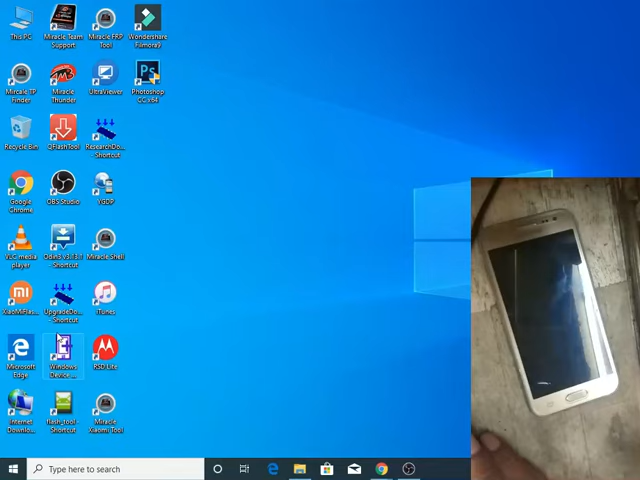 This PC
Miracle Team
Support
Miracle FRP
Tool
Wondershare
Filmora9
Mircale TP
Finder
Miracle
Thunder
UltraViewer
Photoshop
CC x64
Recycle Bin
QFlashTool
ResearchDo...
- Shortcut
Google
Chrome
OBS Studio
YGDP
VLC media
player
Odin3 v3.13.1
- Shortcut
Miracle Shell
XiaoMiFlas...
UpgradeDo...
- Shortcut
iTunes
Microsoft
Edge
Windows
Device ...
RSD Lite
Internet
Downlo...
flash_tool -
Shortcut
Miracle
Xiaomi Tool
Type here to search